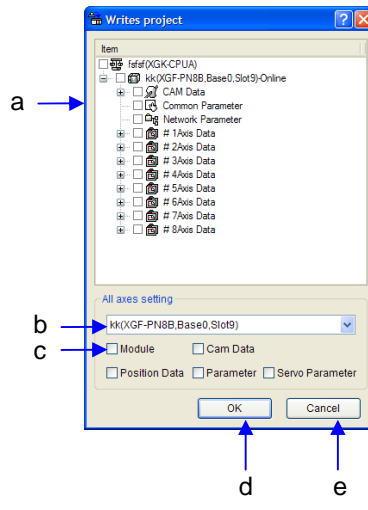 Writes project
Item
fsfsf(XGK-CPUA)
kk(XGF-PN8B,Base0,Slot9)-Online
CAM Data
Common Parameter
Network Parameter
# 1Axis Data
# 2Axis Data
# 3Axis Data
# 4Axis Data
# 5Axis Data
# 6Axis Data
# 7Axis Data
# 8Axis Data
a
All axes setting
b kk(XGF-PN8B,Base0,Slot9)
c Module Cam Data
Position Data Parameter Servo Parameter
OK Cancel
d e